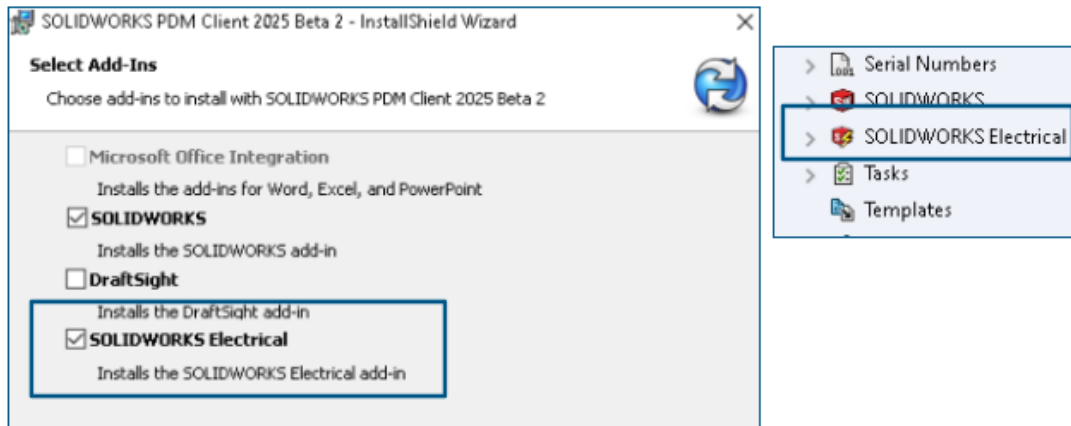 SOLIDWORKS PDM Client 2025 Beta 2 - InstallShield Wizard
Select Add-Ins
Choose add-ins to install with SOLIDWORKS PDM Client 2025 Beta 2
Microsoft Office Integration
Installs the add-ins for Word, Excel, and PowerPoint
SOLIDWORKS
Installs the SOLIDWORKS add-in
DraftSight
Installs the DraftSight add-in
SOLIDWORKS Electrical
Installs the SOLIDWORKS Electrical add-in
Serial Numbers
SOLIDWORKS
SOLIDWORKS Electrical
Tasks
Templates